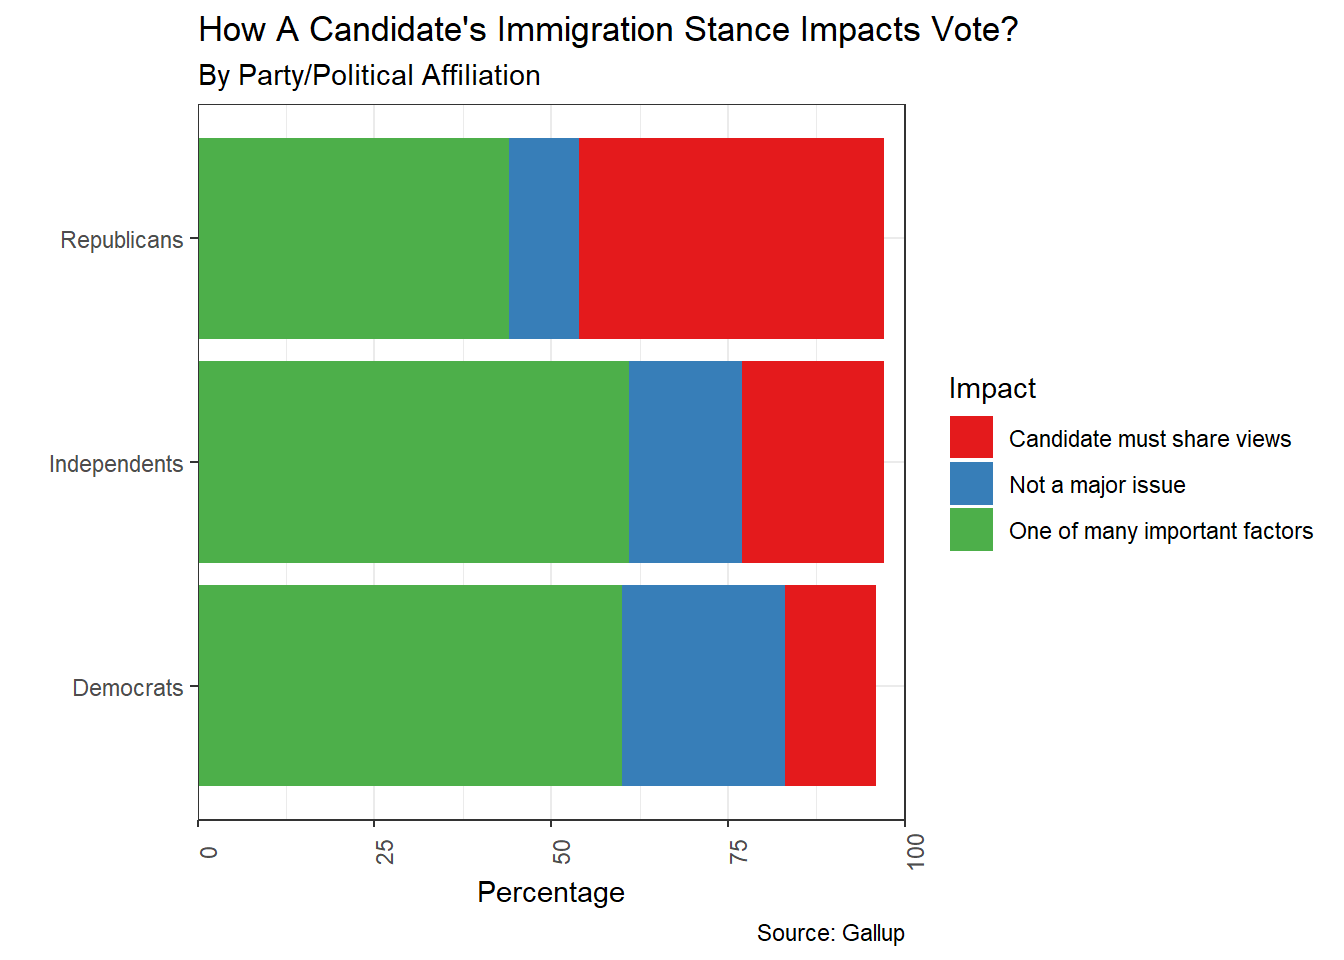 How A Candidate's Immigration Stance Impacts Vote?
By Party/Political Affiliation
Republicans
Independents
Democrats
0
25
50
75
100
Percentage
Impact
Candidate must share views
Not a major issue
One of many important factors
Source: Gallup